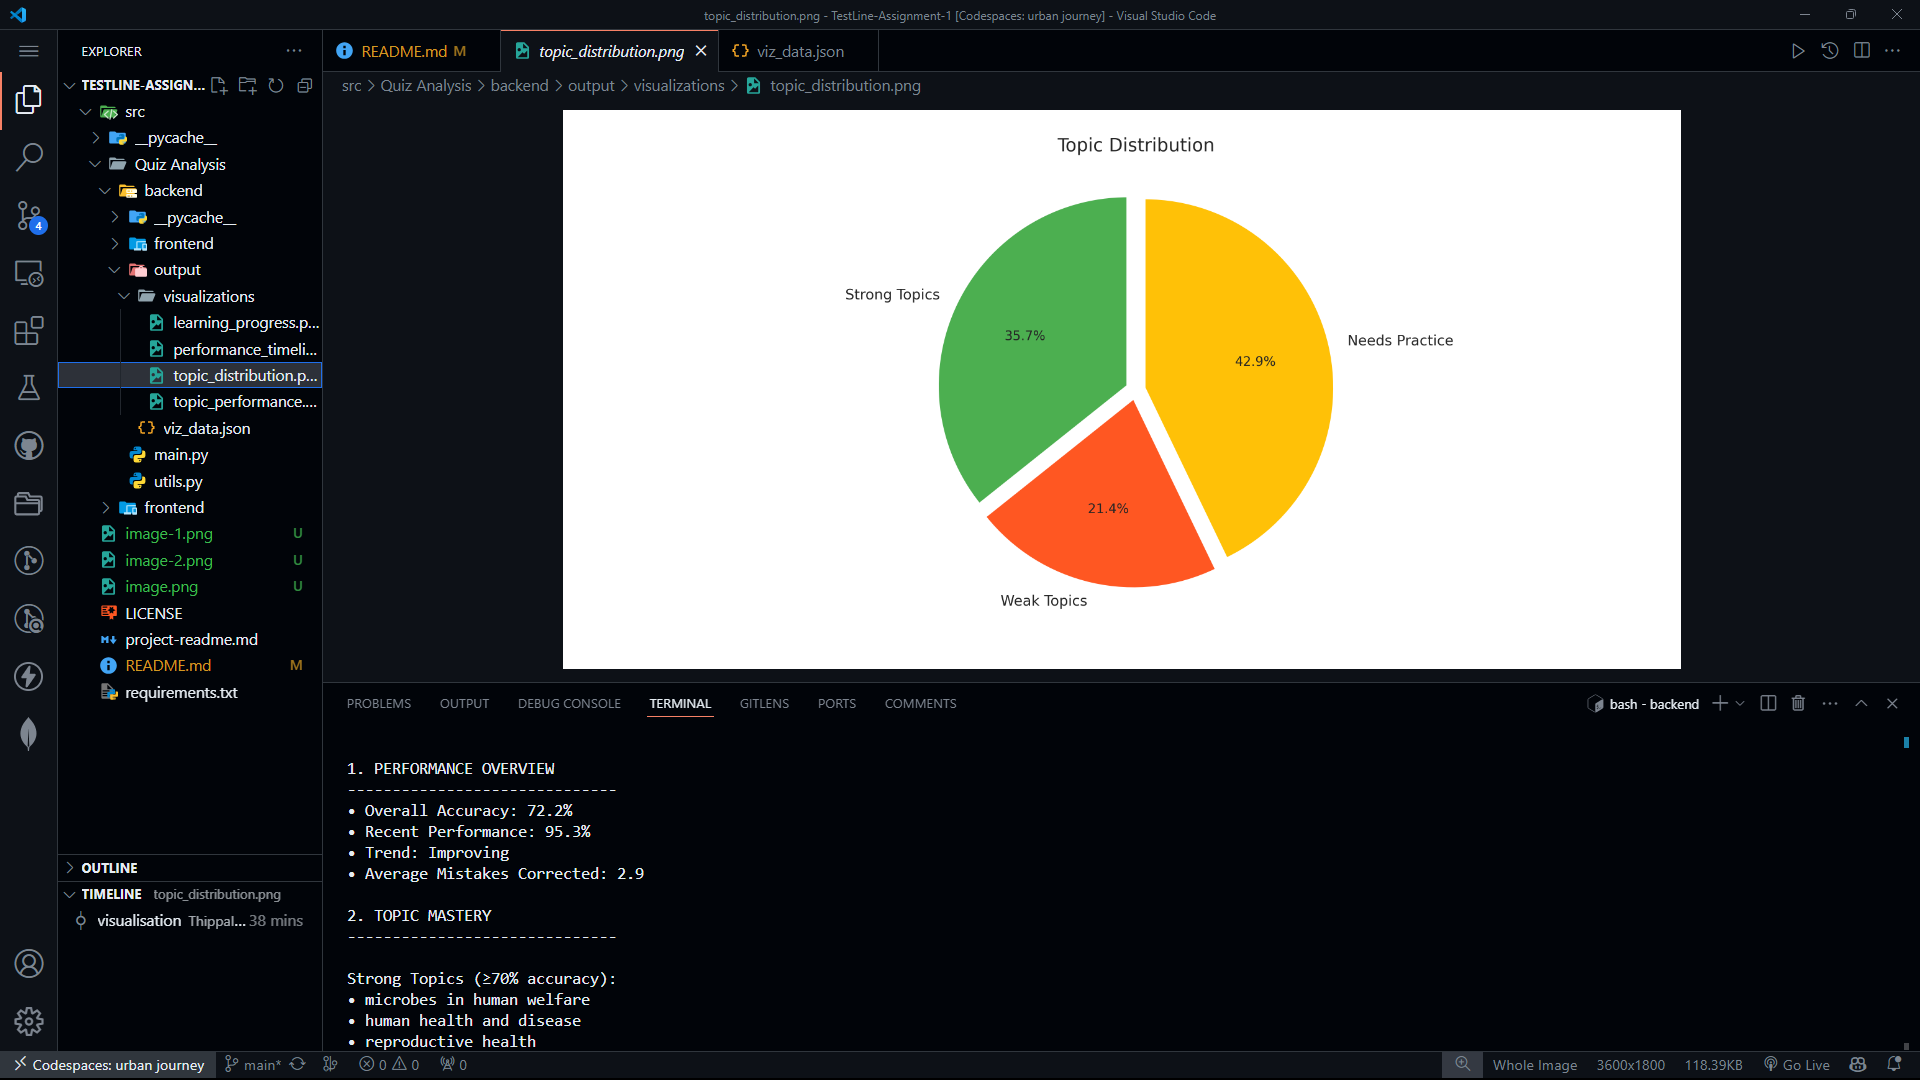 topic_distribution.png - TestLine-Assignment-1 [Codespaces: urban journey] - Visual Studio Code
EXPLORER
TESTLINE-ASSIGN...
src
__pycache__
Quiz Analysis
backend
__pycache__
frontend
output
visualizations
learning_progress.p...
performance_timeli...
topic_distribution.p...
topic_performance....
viz_data.json
main.py
utils.py
frontend
image-1.png U
image-2.png U
image.png U
LICENSE
project-readme.md
README.md M
requirements.txt
OUTLINE
TIMELINE topic_distribution.png
visualisation Thippal... 38 mins
4
README.md M
topic_distribution.png
viz_data.json
src > Quiz Analysis > backend > output > visualizations > topic_distribution.png
Topic Distribution
Strong Topics
35.7%
Needs Practice
42.9%
21.4%
Weak Topics
PROBLEMS OUTPUT DEBUG CONSOLE TERMINAL GITLENS PORTS COMMENTS
bash - backend
1. PERFORMANCE OVERVIEW
------------------------------
• Overall Accuracy: 72.2%
• Recent Performance: 95.3%
• Trend: Improving
• Average Mistakes Corrected: 2.9
2. TOPIC MASTERY
------------------------------
Strong Topics (≥70% accuracy):
• microbes in human welfare
• human health and disease
• reproductive health
Codespaces: urban journey main* 0 0 0 Whole Image 3600x1800 118.39KB Go Live